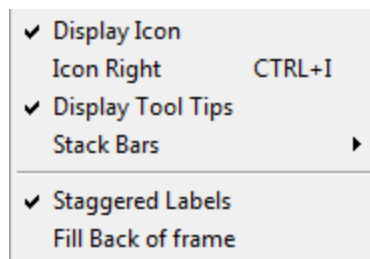 Display Icon
Icon Right CTRL+I
Display Tool Tips
Stack Bars
Staggered Labels
Fill Back of frame